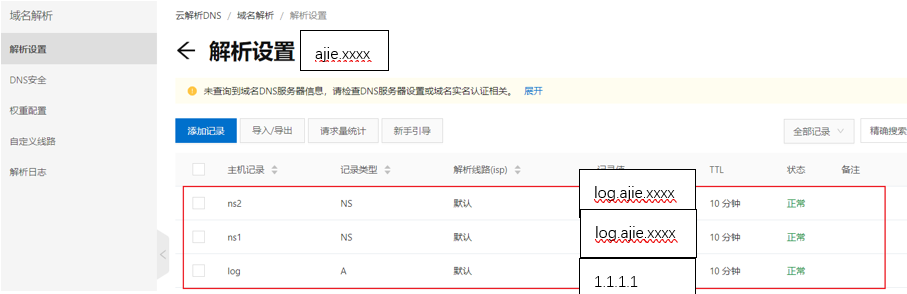 域名解析
云解析DNS / 域名解析 / 解析设置
解析设置
DNS安全
权重配置
自定义线路
解析日志
← 解析设置 ajie.xxxx
未查询到域名DNS服务器信息，请检查DNS服务器设置或域名实名认证相关。 展开
添加记录 导入/导出 请求量统计 新手引导 全部记录 精确搜索
主机记录 记录类型 解析线路(isp) 记录值 TTL 状态 备注
ns2 NS 默认 log.ajie.xxxx 10 分钟 正常
ns1 NS 默认 log.ajie.xxxx 10 分钟 正常
log A 默认 1.1.1.1 10 分钟 正常